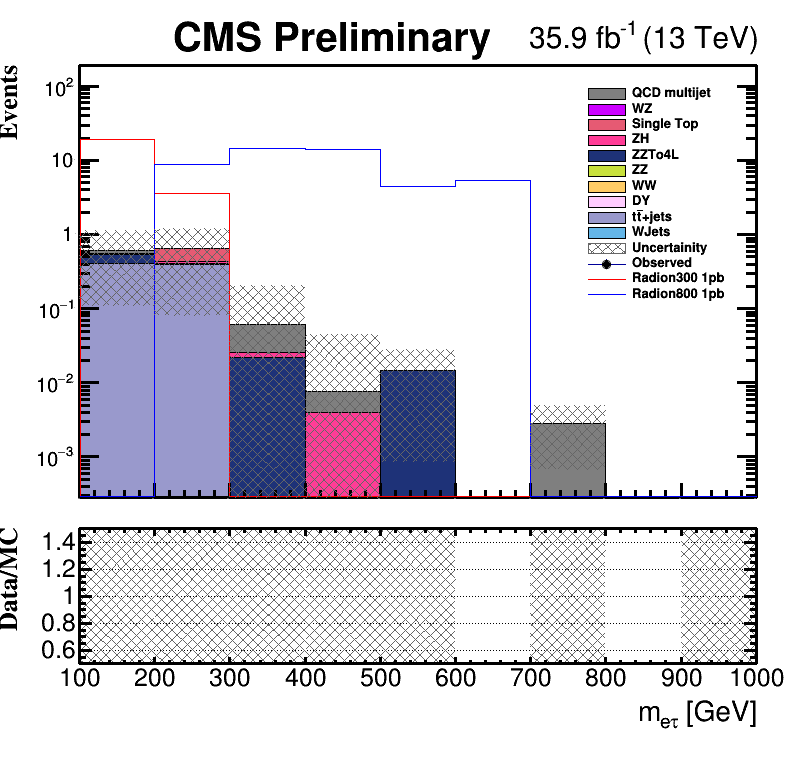 CMS Preliminary 35.9 fb⁻¹ (13 TeV)
Events
10²
10
1
10⁻¹
10⁻²
10⁻³
QCD multijet
WZ
Single Top
ZH
ZZTo4L
ZZ
WW
DY
tt̄+jets
WJets
Uncertainity
Observed
Radion300 1pb
Radion800 1pb
Data/MC
1.4
1.2
1
0.8
0.6
100 200 300 400 500 600 700 800 900 1000
m_eτ [GeV]